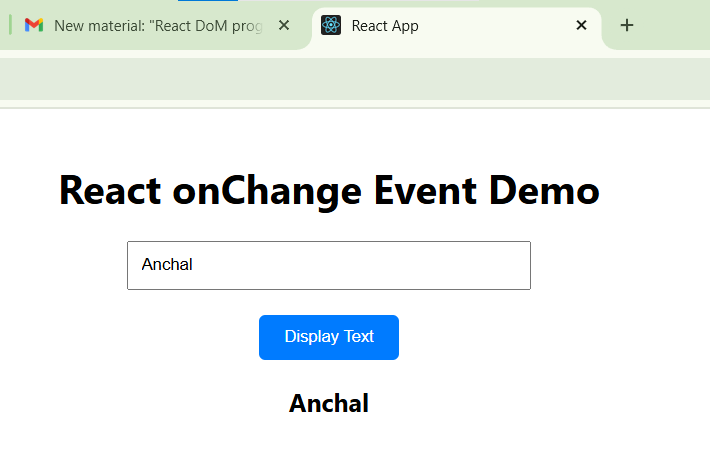 New material: "React DoM prog
React App
React onChange Event Demo
Anchal
Display Text
Anchal